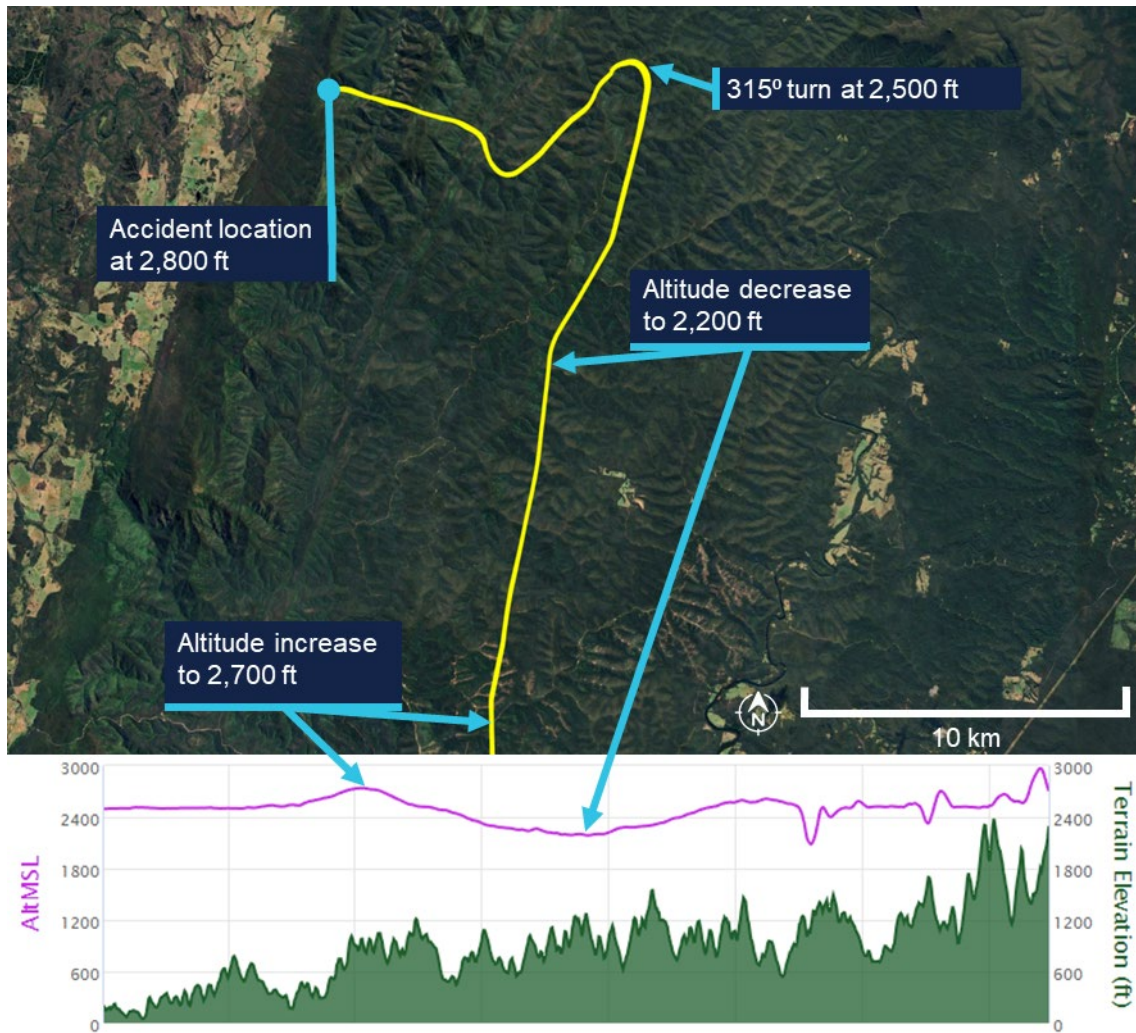 315º turn at 2,500 ft
Accident location
at 2,800 ft
Altitude decrease
to 2,200 ft
Altitude increase
to 2,700 ft
N
10 km
3000
2400
1800
1200
600
0
AltMSL
3000
2400
1800
1200
600
0
Terrain Elevation (ft)